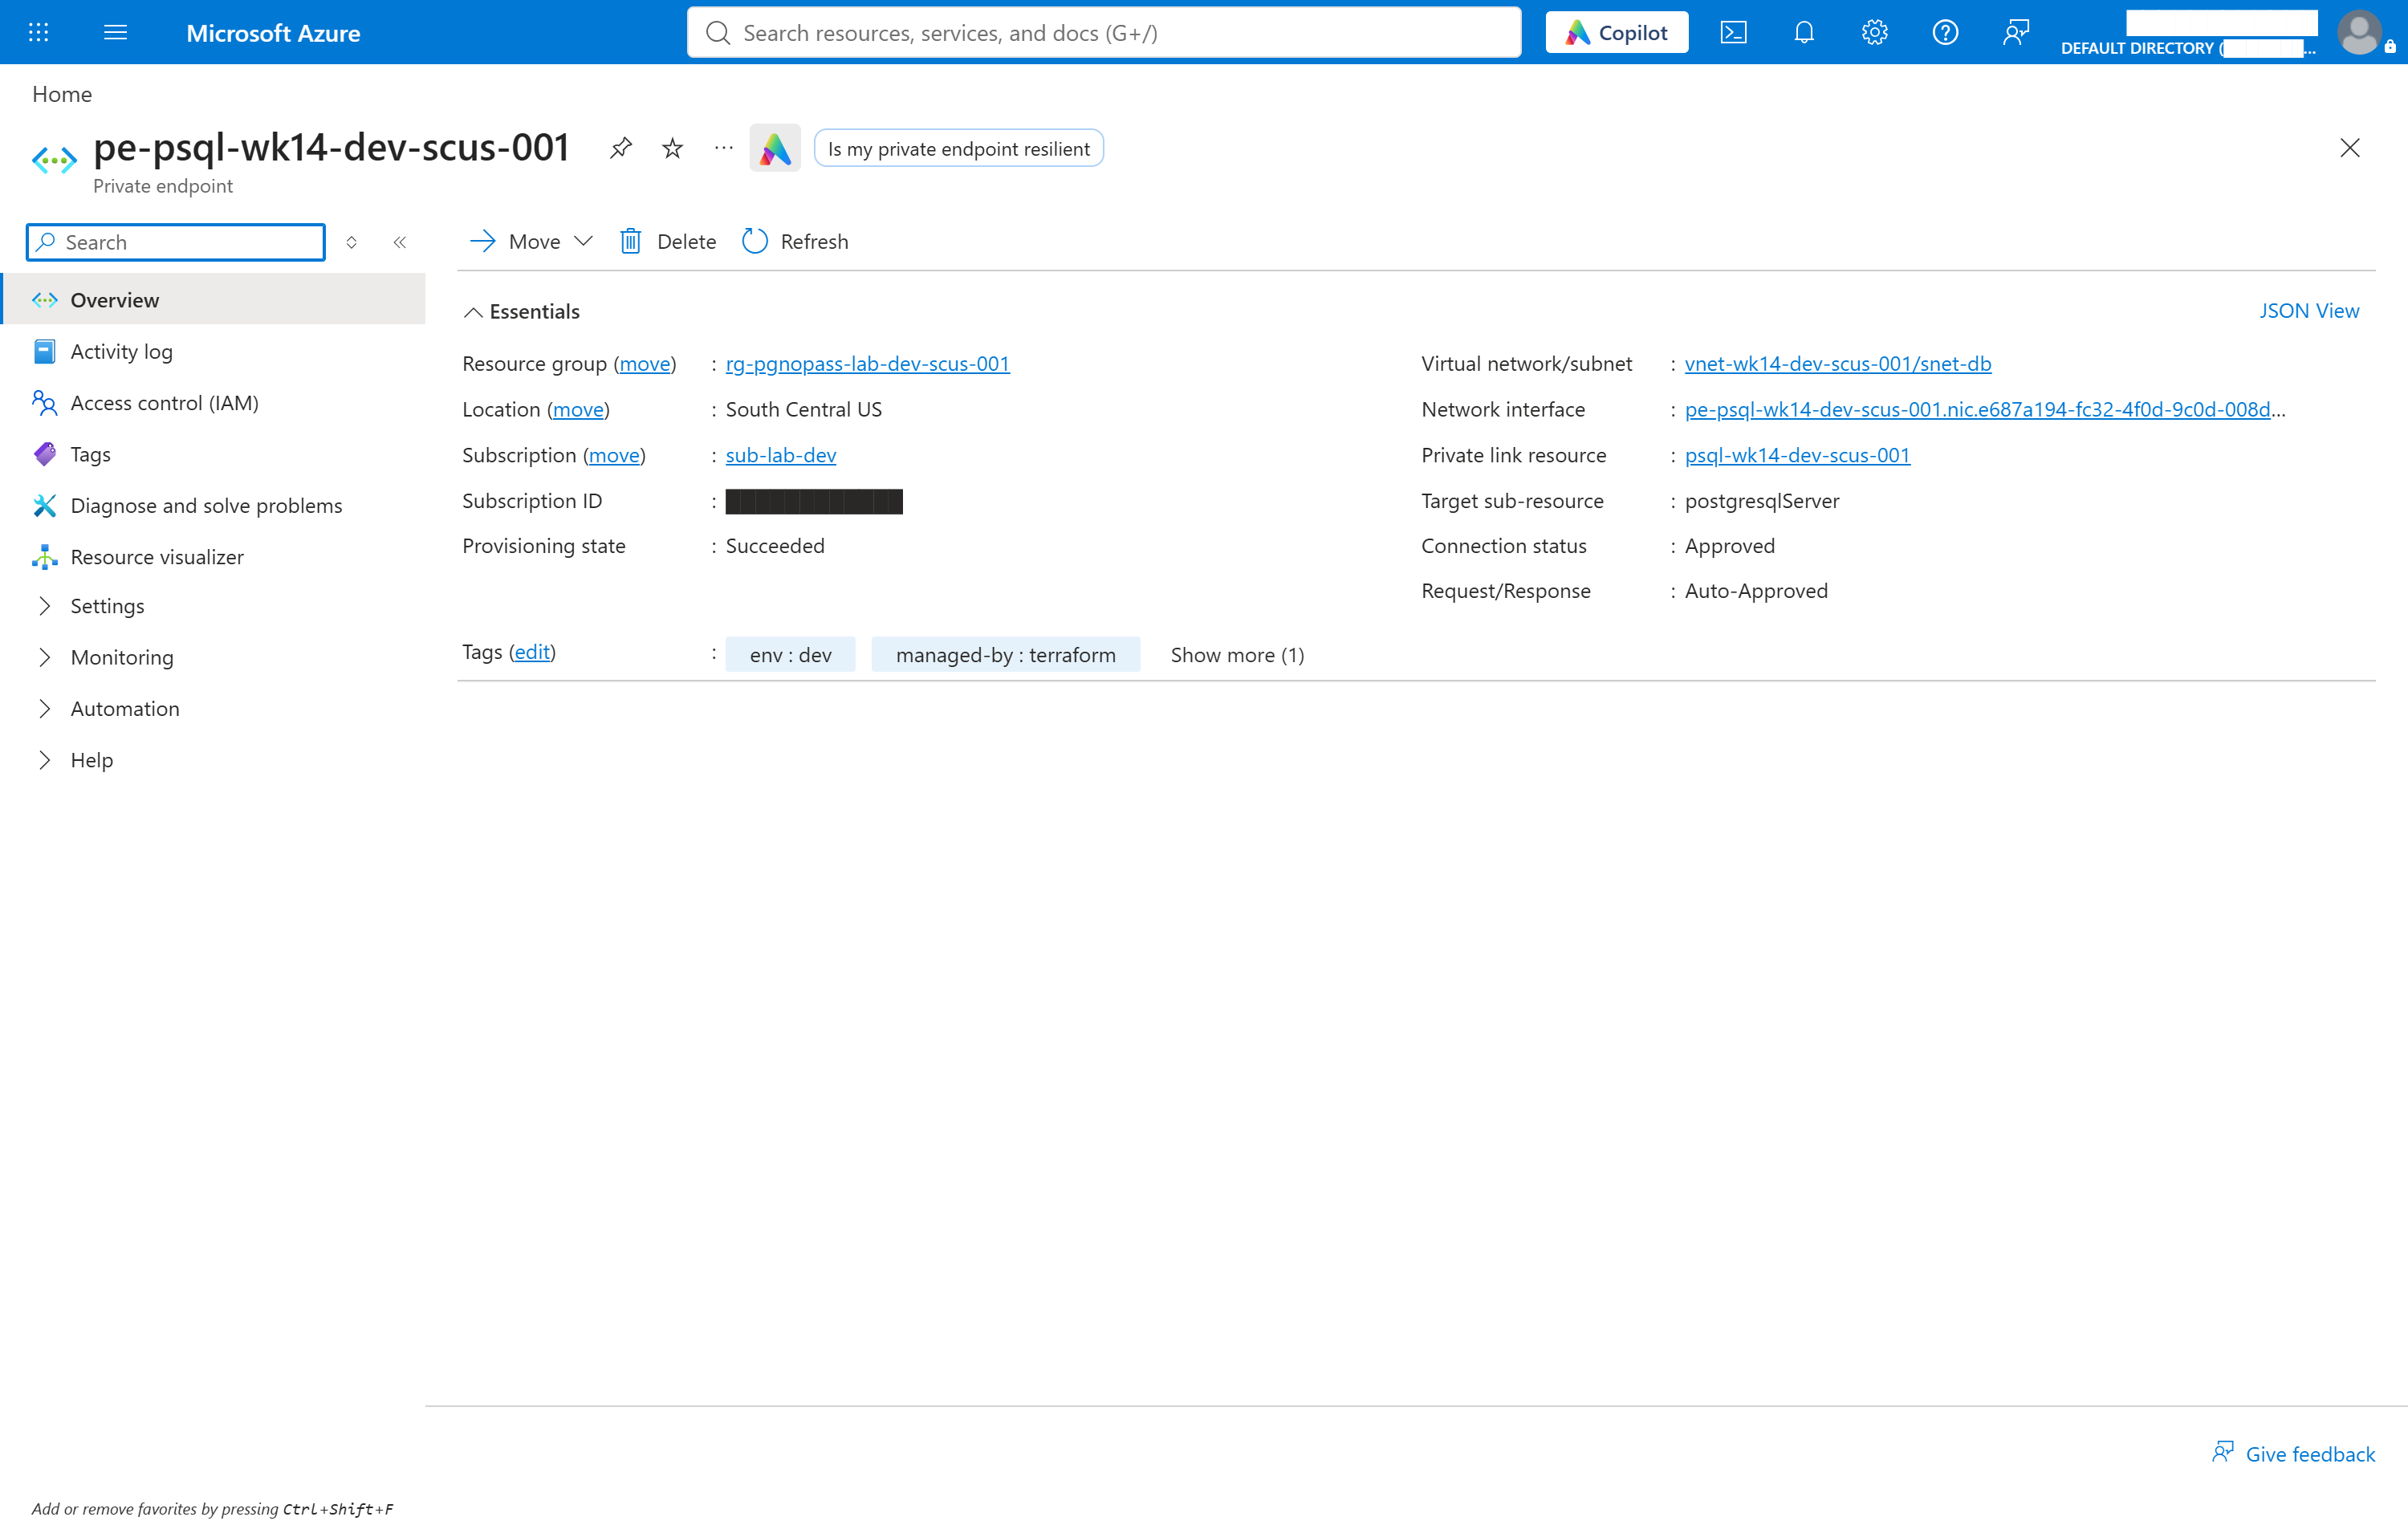 Microsoft Azure
Search resources, services, and docs (G+/)
Copilot
DEFAULT DIRECTORY (
...
Home
pe-psql-wk14-dev-scus-001
Is my private endpoint resilient
Private endpoint
Search
Move
Delete
Refresh
Overview
Activity log
Access control (IAM)
Tags
Diagnose and solve problems
Resource visualizer
Settings
Monitoring
Automation
Help
Essentials
JSON View
Resource group (move) : rg-pgnopass-lab-dev-scus-001
Location (move) : South Central US
Subscription (move) : sub-lab-dev
Subscription ID :
Provisioning state : Succeeded
Virtual network/subnet : vnet-wk14-dev-scus-001/snet-db
Network interface : pe-psql-wk14-dev-scus-001.nic.e687a194-fc32-4f0d-9c0d-008d...
Private link resource : psql-wk14-dev-scus-001
Target sub-resource : postgresqlServer
Connection status : Approved
Request/Response : Auto-Approved
Tags (edit) : env : dev managed-by : terraform Show more (1)
Give feedback
Add or remove favorites by pressing Ctrl+Shift+F